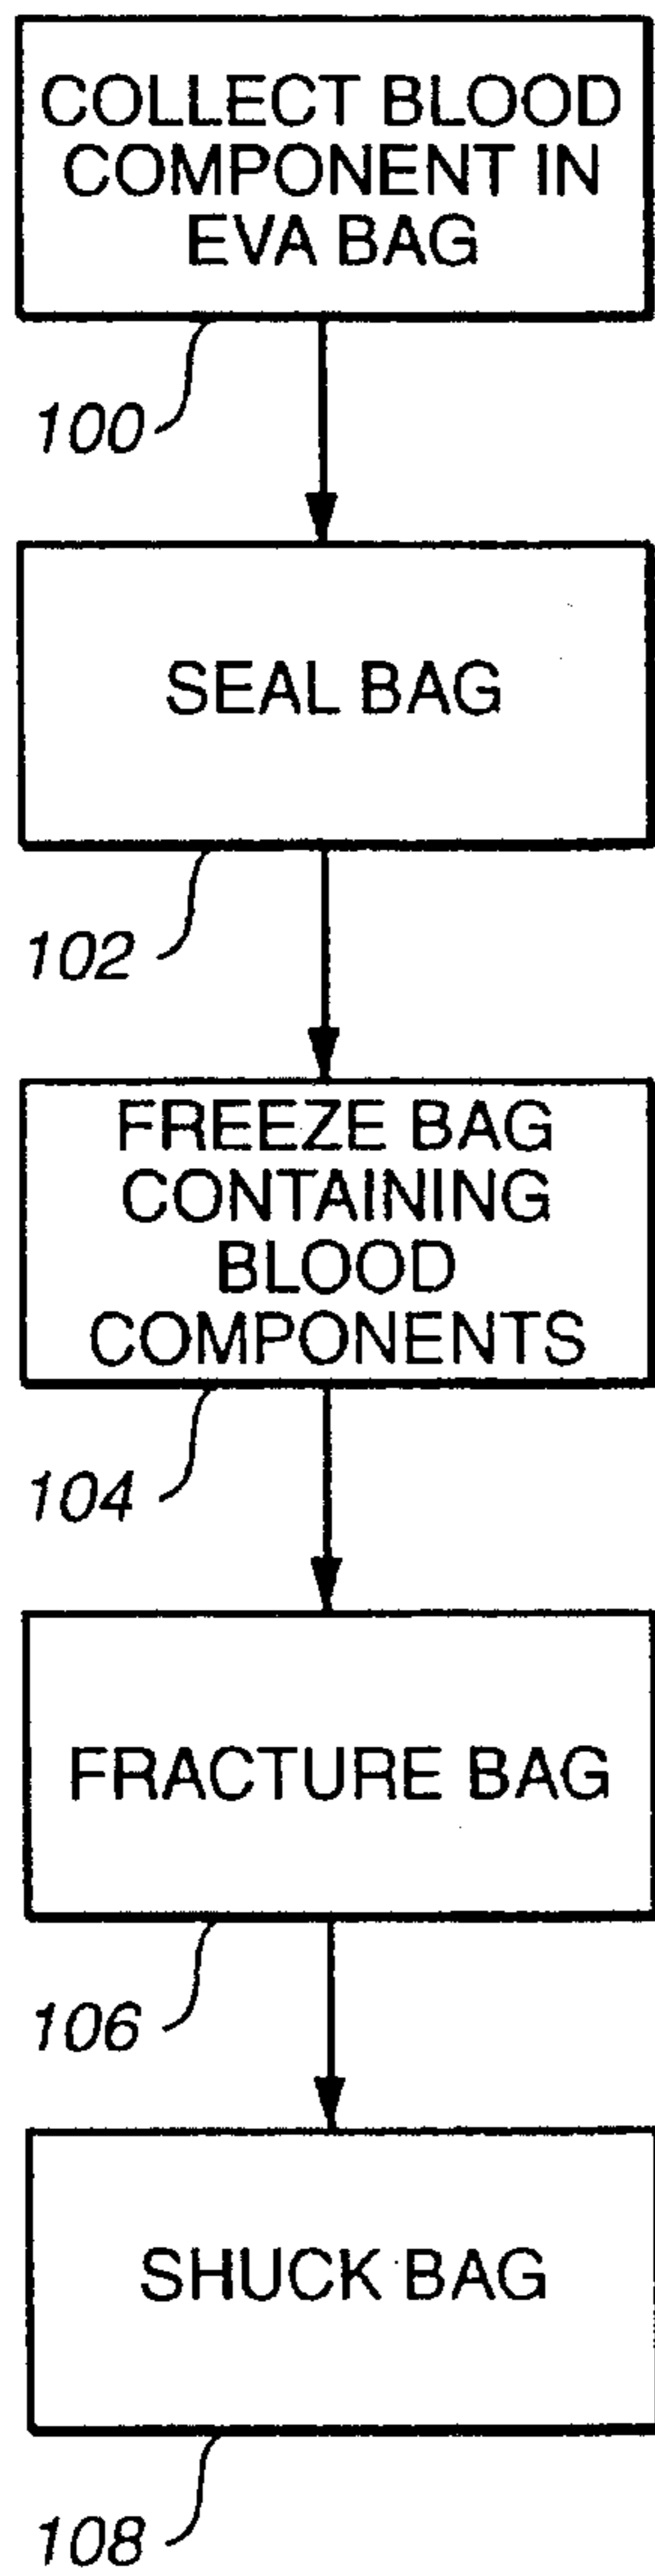 COLLECT BLOOD
COMPONENT IN
EVA BAG
100
SEAL BAG
102
FREEZE BAG
CONTAINING
BLOOD
COMPONENTS
104
FRACTURE BAG
106
SHUCK BAG
108